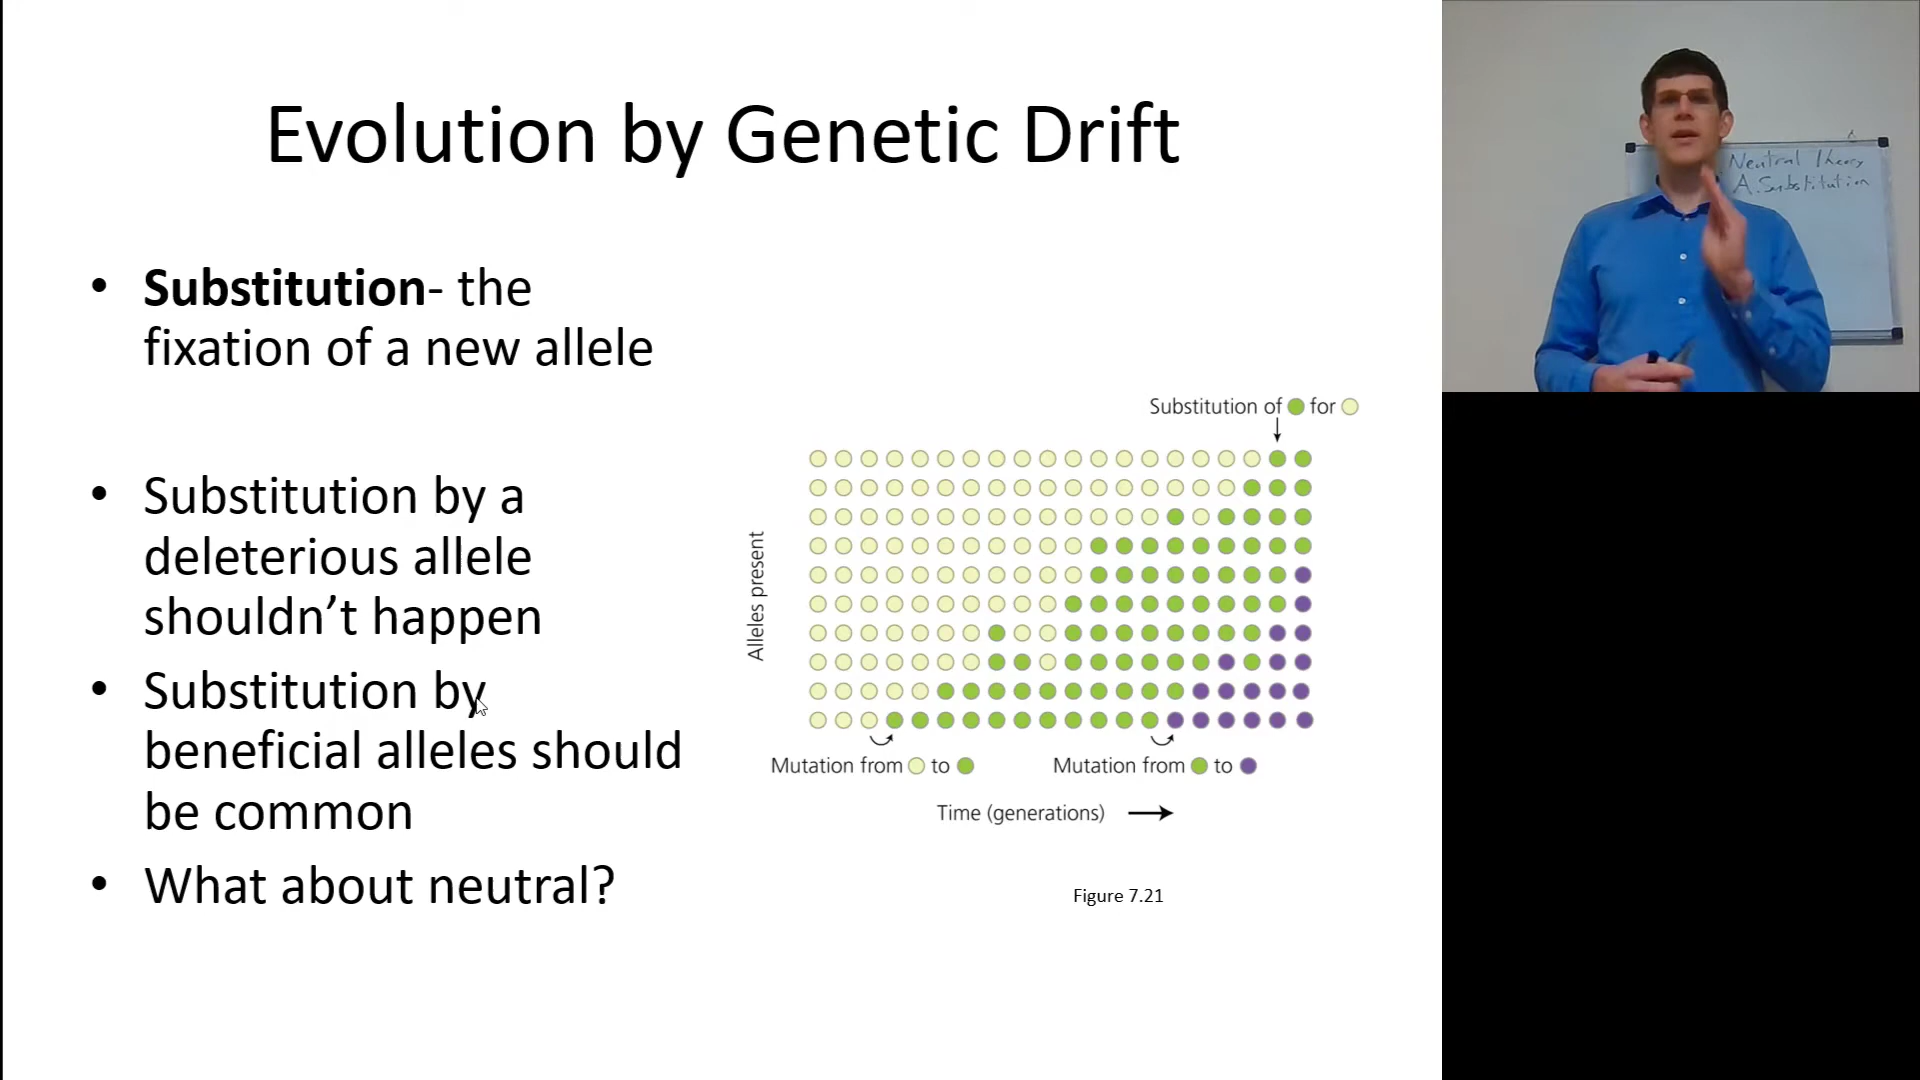 Evolution by Genetic Drift
• Substitution- the
fixation of a new allele
• Substitution by a
deleterious allele
shouldn’t happen
• Substitution by
beneficial alleles should
be common
• What about neutral?
Substitution of for
Alleles present
Mutation from to
Mutation from to
Time (generations)
Figure 7.21
Neutral Theory
A. Substitution